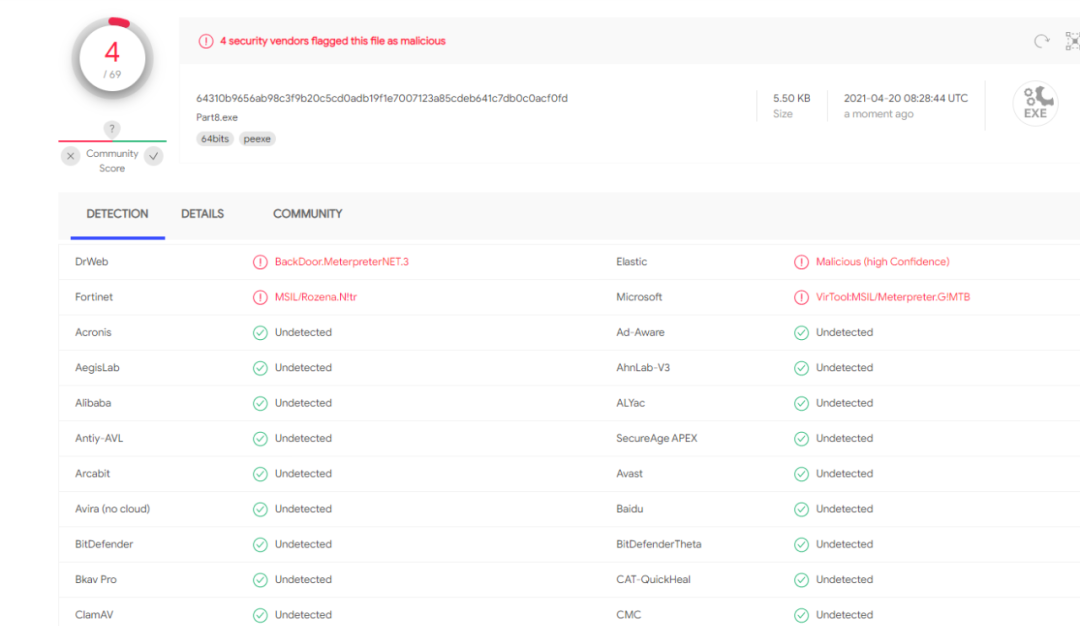 4
/ 69
?
Community
Score
4 security vendors flagged this file as malicious
64310b9656ab98c3f9b20c5cd0adb19f1e7007123a85cdeb641c7db0c0acf0fd
Part8.exe
64bits peexe
5.50 KB
Size
2021-04-20 08:28:44 UTC
a moment ago
EXE
DETECTION DETAILS COMMUNITY
DrWeb BackDoor.MeterpreterNET.3 Elastic Malicious (high Confidence)
Fortinet MSIL/Rozena.N!tr Microsoft VirTool:MSIL/Meterpreter.G!MTB
Acronis Undetected Ad-Aware Undetected
AegisLab Undetected AhnLab-V3 Undetected
Alibaba Undetected ALYac Undetected
Antiy-AVL Undetected SecureAge APEX Undetected
Arcabit Undetected Avast Undetected
Avira (no cloud) Undetected Baidu Undetected
BitDefender Undetected BitDefenderTheta Undetected
Bkav Pro Undetected CAT-QuickHeal Undetected
ClamAV Undetected CMC Undetected